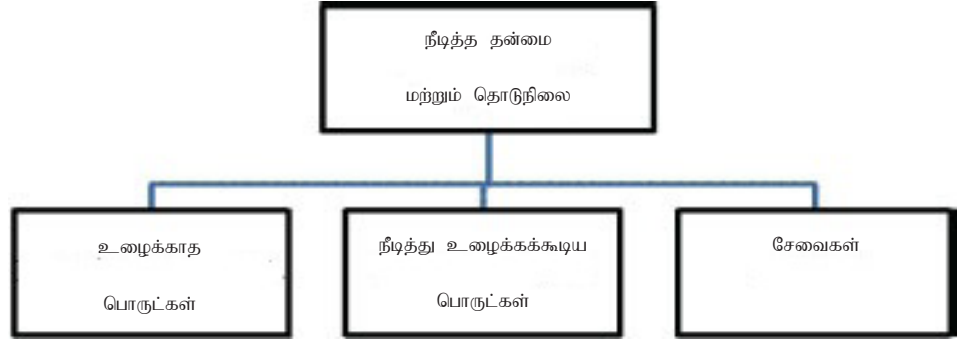 நீடித்த தன்மை
மற்றும் தொடுநிலை
உழைக்காத
பொருட்கள்
நீடித்து உழைக்கக்கூடிய
பொருட்கள்
சேவைகள்